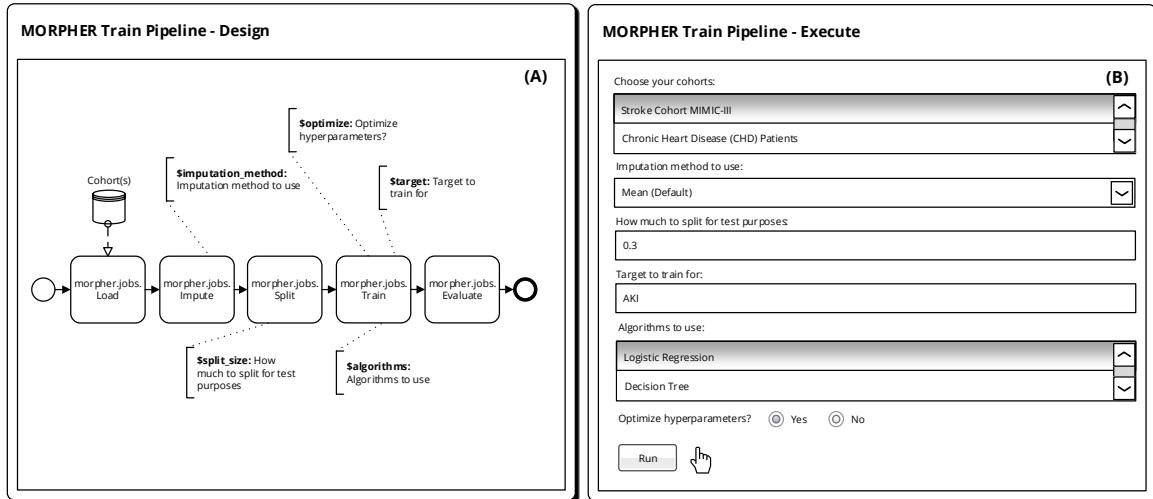 MORPHER Train Pipeline - Design
(A)
$optimize: Optimize
hyperparameters?
$imputation_method:
Imputation method to use
$target: Target to
train for
Cohort(s)
morpher.jobs.
Load
morpher.jobs.
Impute
morpher.jobs.
Split
morpher.jobs.
Train
morpher.jobs.
Evaluate
$split_size: How
much to split for test
purposes
$algorithms:
Algorithms to use
MORPHER Train Pipeline - Execute
(B)
Choose your cohorts:
Stroke Cohort MIMIC-III
Chronic Heart Disease (CHD) Patients
Imputation method to use:
Mean (Default)
How much to split for test purposes:
0.3
Target to train for:
AKI
Algorithms to use:
Logistic Regression
Decision Tree
Optimize hyperparameters? Yes No
Run